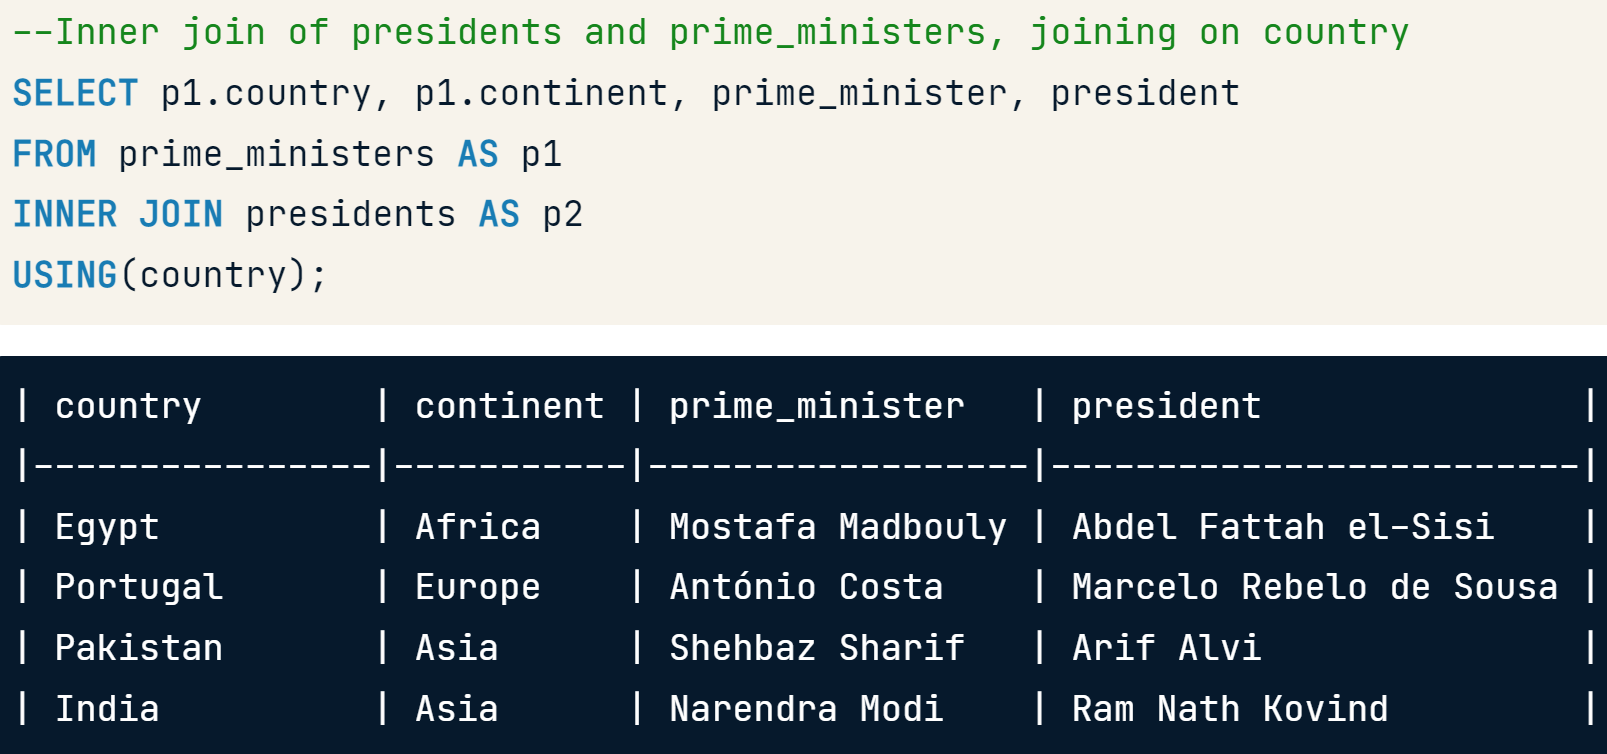 --Inner join of presidents and prime_ministers, joining on country
SELECT p1.country, p1.continent, prime_minister, president
FROM prime_ministers AS p1
INNER JOIN presidents AS p2
USING(country);
| country        | continent | prime_minister   | president               |
|----------------|-----------|------------------|-------------------------|
| Egypt          | Africa    | Mostafa Madbouly | Abdel Fattah el-Sisi    |
| Portugal       | Europe    | António Costa    | Marcelo Rebelo de Sousa |
| Pakistan       | Asia      | Shehbaz Sharif   | Arif Alvi               |
| India          | Asia      | Narendra Modi    | Ram Nath Kovind         |